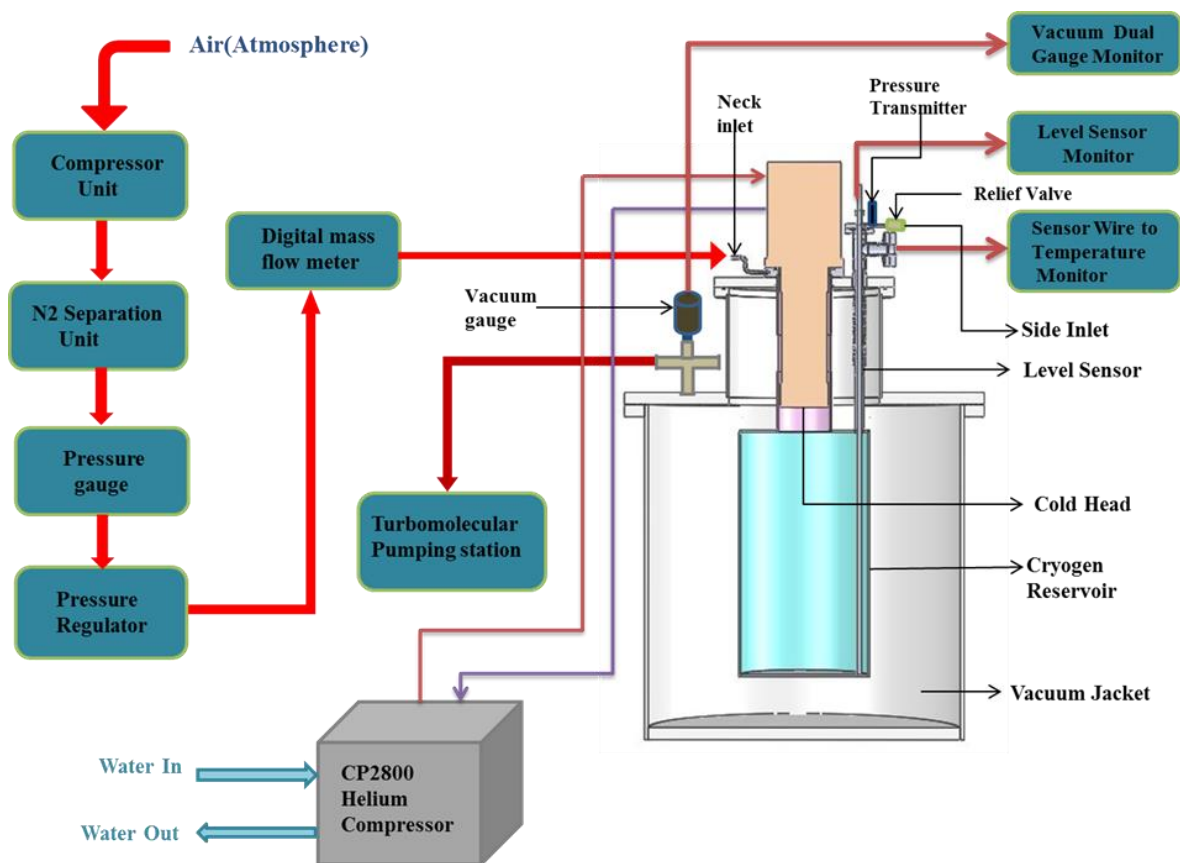 Air(Atmosphere)
Compressor
Unit
N2 Separation
Unit
Pressure
gauge
Pressure
Regulator
Digital mass
flow meter
Vacuum
gauge
Turbomolecular
Pumping station
Neck
inlet
Vacuum Dual
Gauge Monitor
Pressure
Transmitter
Level Sensor
Monitor
Relief Valve
Sensor Wire to
Temperature
Monitor
Side Inlet
Level Sensor
Cold Head
Cryogen
Reservoir
Vacuum Jacket
Water In
Water Out
CP2800
Helium
Compressor